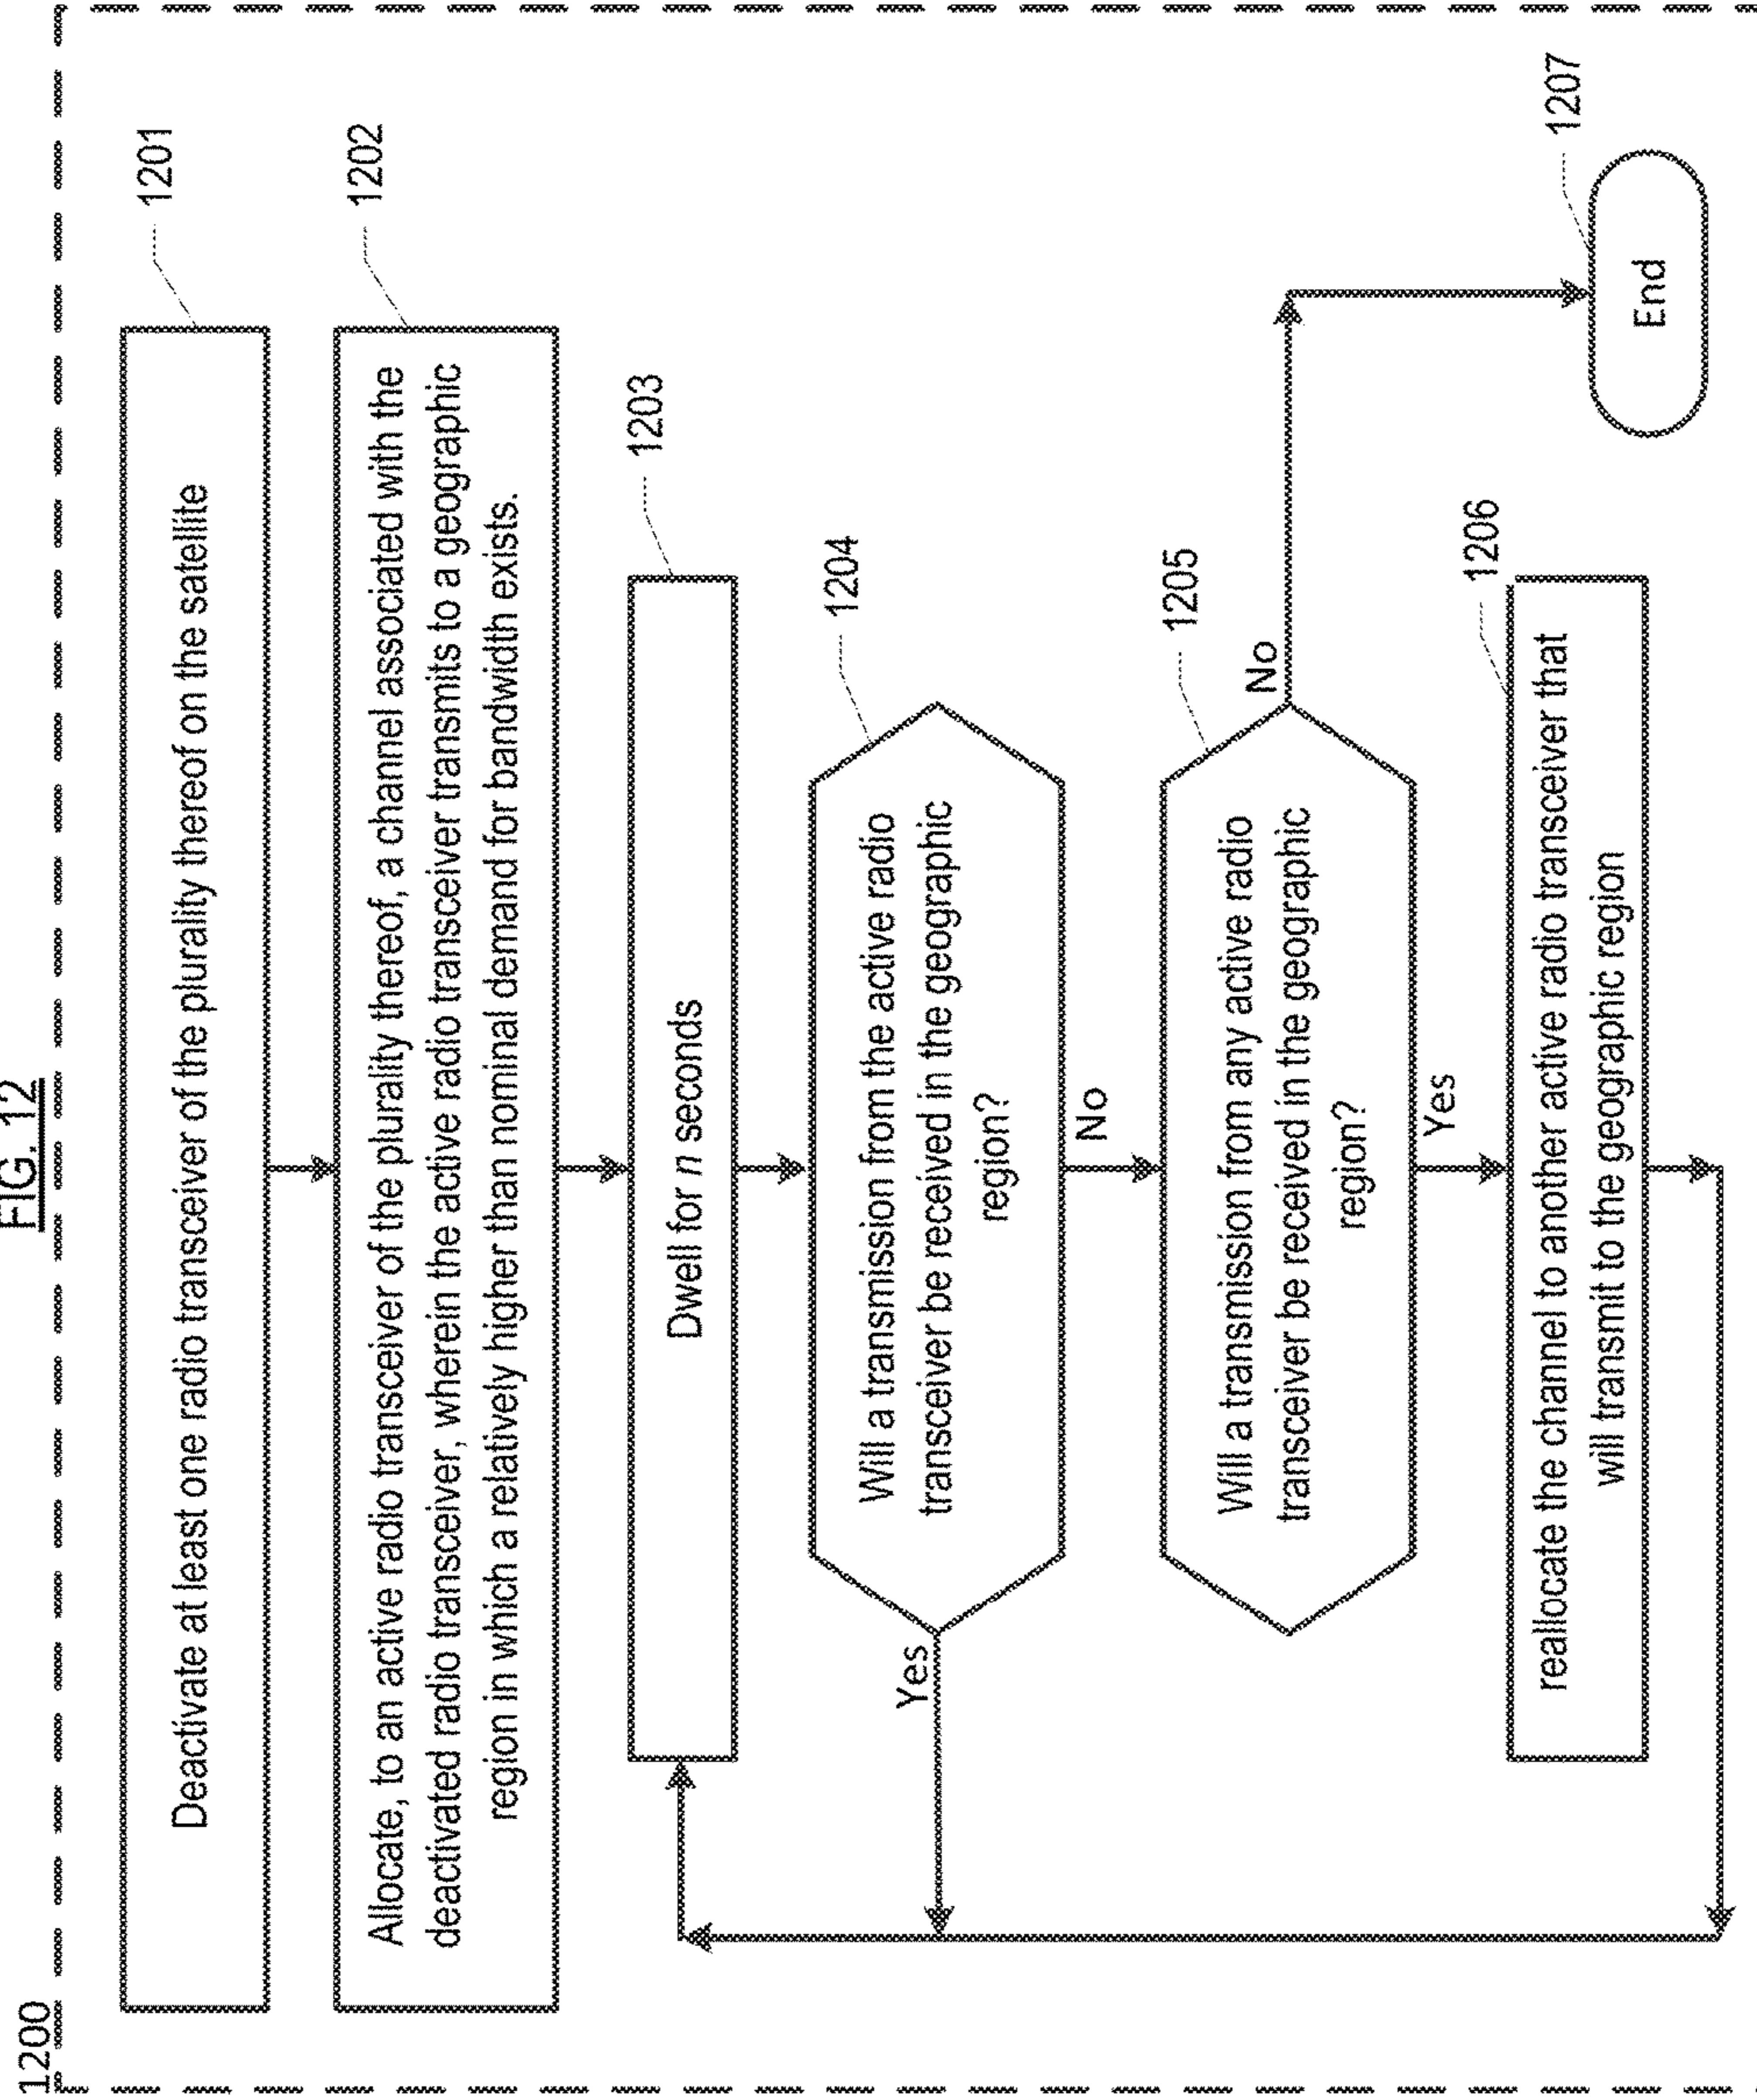 FIG. 12
1200
Deactivate at least one radio transceiver of the plurality thereof on the satellite
1201
Allocate, to an active radio transceiver of the plurality thereof, a channel associated with the
deactivated radio transceiver, wherein the active radio transceiver transmits to a geographic
region in which a relatively higher than nominal demand for bandwidth exists.
1202
Dwell for n seconds
1203
Will a transmission from the active radio
transceiver be received in the geographic
region?
1204
Yes
No
Will a transmission from any active radio
transceiver be received in the geographic
region?
1205
No
Yes
reallocate the channel to another active radio transceiver that
will transmit to the geographic region
1206
End
1207